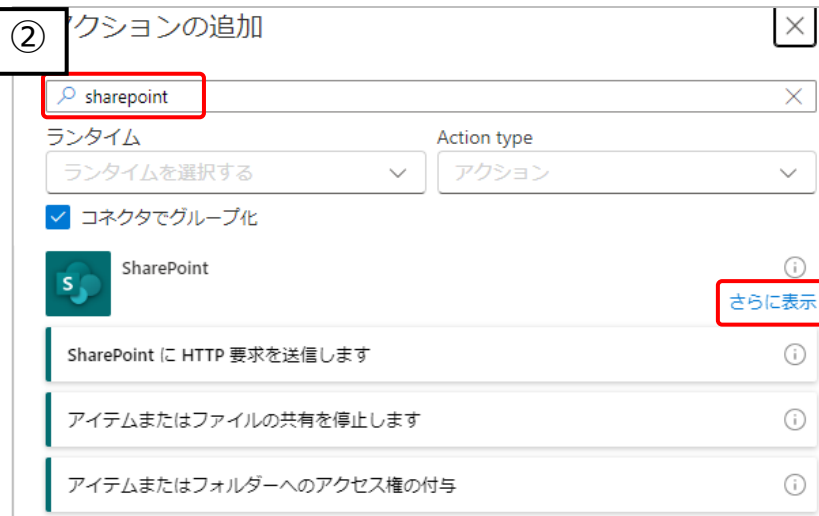 ②
クションの追加
sharepoint
ランタイム
Action type
ランタイムを選択する
アクション
コネクタでグループ化
SharePoint
さらに表示
SharePoint に HTTP 要求を送信します
アイテムまたはファイルの共有を停止します
アイテムまたはフォルダーへのアクセス権の付与